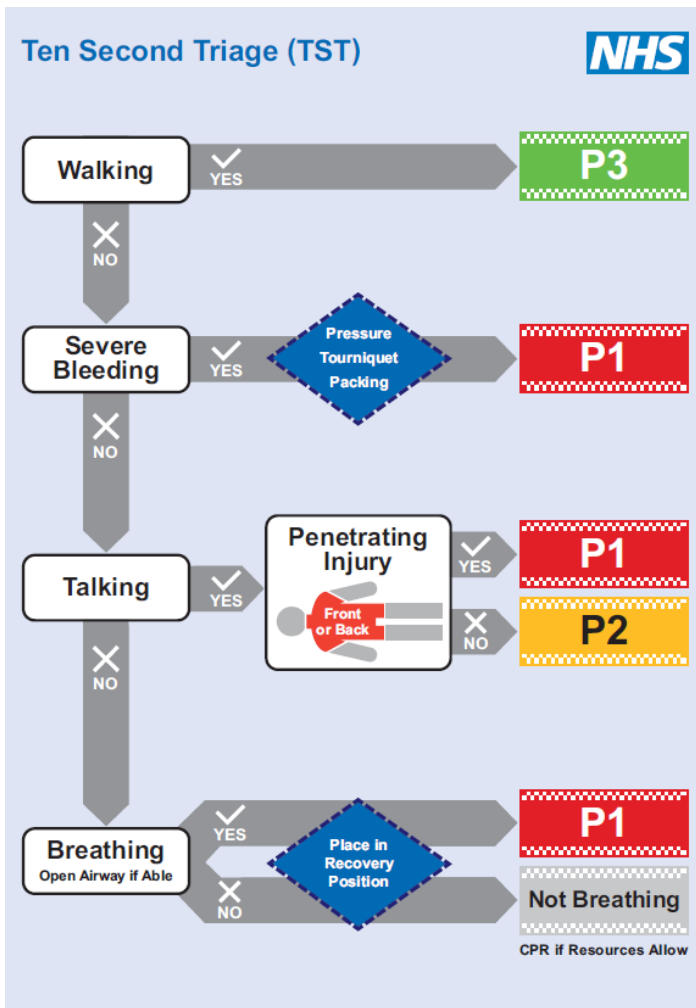 Ten Second Triage (TST)
NHS
Walking
YES
P3
NO
Severe
Bleeding
YES
Pressure
Tourniquet
Packing
P1
NO
Talking
YES
Penetrating
Injury
Front
or Back
YES
P1
NO
P2
NO
Breathing
Open Airway if Able
YES
Place in
Recovery
Position
P1
NO
Not Breathing
CPR if Resources Allow